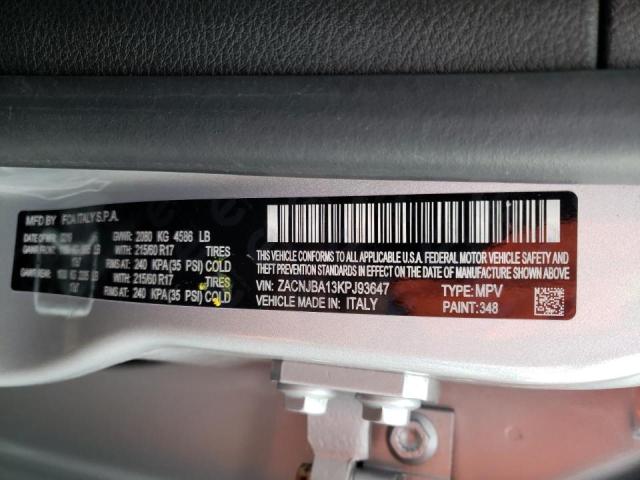 MFD BY FCA ITALY S.P.A.
GVWR: 2080 KG 4586 LB
WITH 215/60 R17 TIRES
RIMS AT: 240 KPA(35 PSI) COLD
WITH 215/60 R17 TIRES
RIMS AT: 240 KPA(35 PSI) COLD
THIS VEHICLE CONFORMS TO ALL APPLICABLE U.S.A. FEDERAL MOTOR VEHICLE SAFETY,
BUMPER, AND THEFT PREVENTION STANDARDS IN EFFECT ON THE DATE OF MANUFACTURE SHOWN ABOVE.
VIN: ZACNJBA13KPJ93647 TYPE: MPV
VEHICLE MADE IN: ITALY PAINT: 348